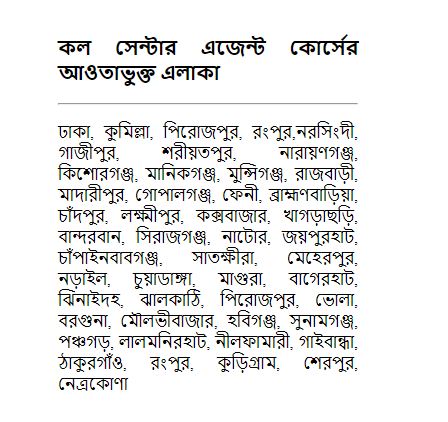 কল সেন্টার এজেন্ট কোর্সের
আওতাভুক্ত এলাকা
ঢাকা, কুমিল্লা, পিরোজপুর, রংপুর,নরসিংদী,
গাজীপুর, শরীয়তপুর, নারায়ণগঞ্জ,
কিশোরগঞ্জ, মানিকগঞ্জ, মুন্সিগঞ্জ, রাজবাড়ী,
মাদারীপুর, গোপালগঞ্জ, ফেনী, ব্রাহ্মণবাড়িয়া,
চাঁদপুর, লক্ষ্মীপুর, কক্সবাজার, খাগড়াছড়ি,
বান্দরবান, সিরাজগঞ্জ, নাটোর, জয়পুরহাট,
চাঁপাইনবাবগঞ্জ, সাতক্ষীরা, মেহেরপুর,
নড়াইল, চুয়াডাঙ্গা, মাগুরা, বাগেরহাট,
ঝিনাইদহ, ঝালকাঠি, পিরোজপুর, ভোলা,
বরগুনা, মৌলভীবাজার, হবিগঞ্জ, সুনামগঞ্জ,
পঞ্চগড়, লালমনিরহাট, নীলফামারী, গাইবান্ধা,
ঠাকুরগাঁও, রংপুর, কুড়িগ্রাম, শেরপুর,
নেত্রকোণা